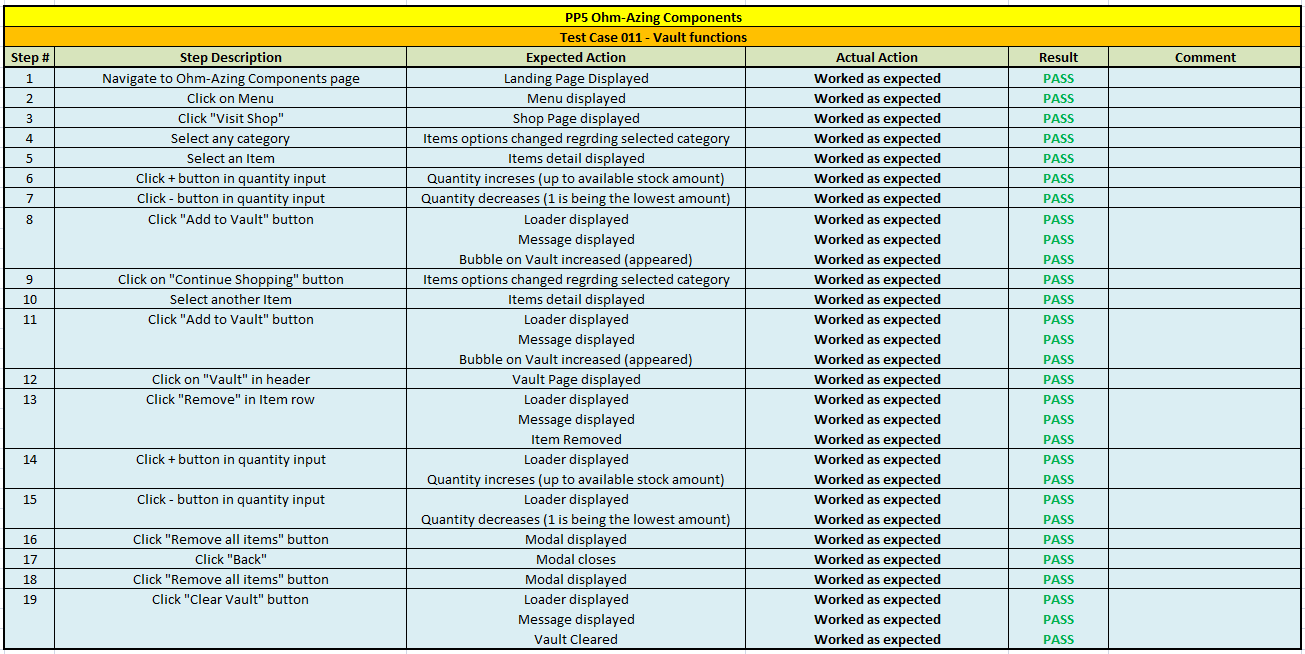 PP5 Ohm-Azing Components
Test Case 011 - Vault functions
Step # Step Description Expected Action Actual Action Result Comment
1 Navigate to Ohm-Azing Components page Landing Page Displayed Worked as expected PASS
2 Click on Menu Menu displayed Worked as expected PASS
3 Click "Visit Shop" Shop Page displayed Worked as expected PASS
4 Select any category Items options changed regrding selected category Worked as expected PASS
5 Select an Item Items detail displayed Worked as expected PASS
6 Click + button in quantity input Quantity increses (up to available stock amount) Worked as expected PASS
7 Click - button in quantity input Quantity decreases (1 is being the lowest amount) Worked as expected PASS
8 Click "Add to Vault" button Loader displayed Worked as expected PASS
Message displayed Worked as expected PASS
Bubble on Vault increased (appeared) Worked as expected PASS
9 Click on "Continue Shopping" button Items options changed regrding selected category Worked as expected PASS
10 Select another Item Items detail displayed Worked as expected PASS
11 Click "Add to Vault" button Loader displayed Worked as expected PASS
Message displayed Worked as expected PASS
Bubble on Vault increased (appeared) Worked as expected PASS
12 Click on "Vault" in header Vault Page displayed Worked as expected PASS
13 Click "Remove" in Item row Loader displayed Worked as expected PASS
Message displayed Worked as expected PASS
Item Removed Worked as expected PASS
14 Click + button in quantity input Loader displayed Worked as expected PASS
Quantity increses (up to available stock amount) Worked as expected PASS
15 Click - button in quantity input Loader displayed Worked as expected PASS
Quantity decreases (1 is being the lowest amount) Worked as expected PASS
16 Click "Remove all items" button Modal displayed Worked as expected PASS
17 Click "Back" Modal closes Worked as expected PASS
18 Click "Remove all items" button Modal displayed Worked as expected PASS
19 Click "Clear Vault" button Loader displayed Worked as expected PASS
Message displayed Worked as expected PASS
Vault Cleared Worked as expected PASS